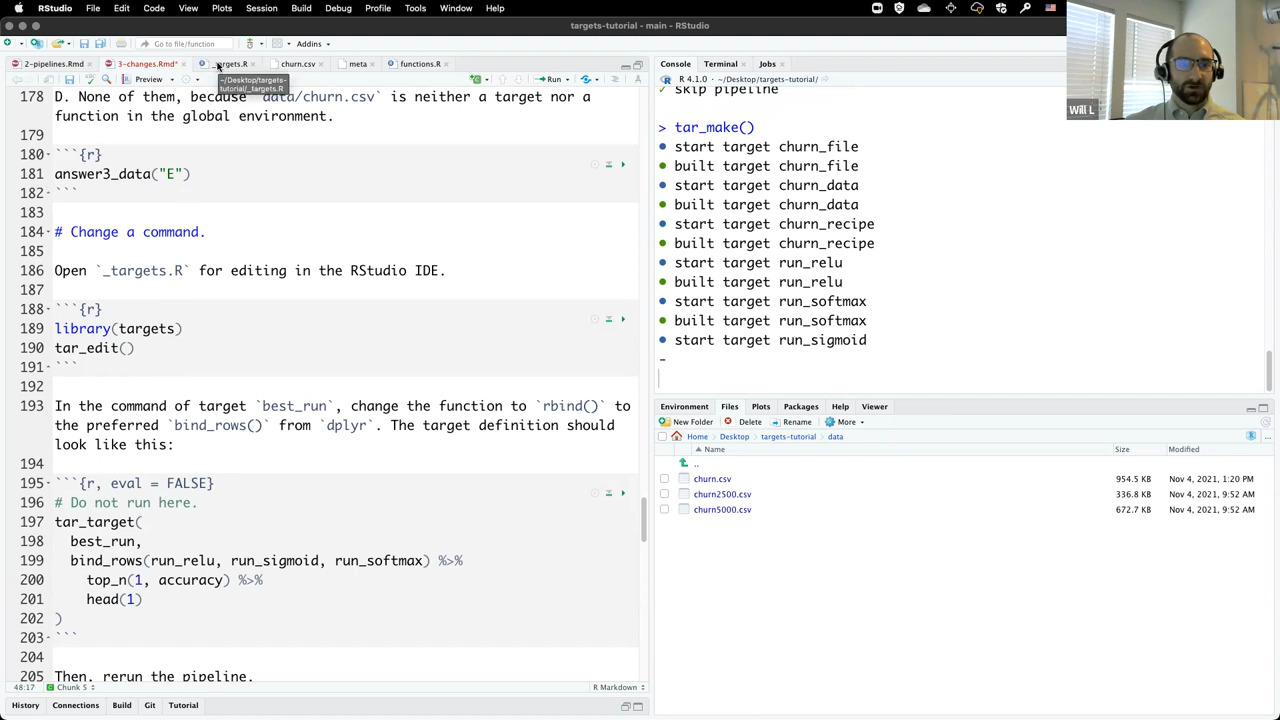 RStudio File Edit Code View Plots Session Build Debug Profile Tools Window Help
targets-tutorial - main - RStudio
Go to file/function Addins
2-pipelines.Rmd 3-changes.Rmd* _targets.R churn.csv meta functions.R
~/Desktop/targets-
tutorial/_targets.R
Preview Run
178 D. None of them, because `data/churn.csv` is neither a target nor a
function in the global environment.
179
180 ```{r}
181 answer3_data("E")
182 ```
183
184 # Change a command.
185
186 Open `_targets.R` for editing in the RStudio IDE.
187
188 ```{r}
189 library(targets)
190 tar_edit()
191 ```
192
193 In the command of target `best_run`, change the function to `rbind()` to
the preferred `bind_rows()` from `dplyr`. The target definition should
look like this:
194
195 ```{r, eval = FALSE}
196 # Do not run here.
197 tar_target(
198 best_run,
199 bind_rows(run_relu, run_sigmoid, run_softmax) %>%
200 top_n(1, accuracy) %>%
201 head(1)
202 )
203 ```
204
205 Then, rerun the pipeline.
48:17 Chunk 5 R Markdown
History Connections Build Git Tutorial
Console Terminal Jobs
R 4.1.0 · ~/Desktop/targets-tutorial/
✓ skip pipeline
> tar_make()
• start target churn_file
• built target churn_file
• start target churn_data
• built target churn_data
• start target churn_recipe
• built target churn_recipe
• start target run_relu
• built target run_relu
• start target run_softmax
• built target run_softmax
• start target run_sigmoid
-
Environment Files Plots Packages Help Viewer
New Folder Delete Rename More
Home Desktop targets-tutorial data
Name Size Modified
..
churn.csv 954.5 KB Nov 4, 2021, 1:20 PM
churn2500.csv 336.8 KB Nov 4, 2021, 9:52 AM
churn5000.csv 672.7 KB Nov 4, 2021, 9:52 AM
Will L